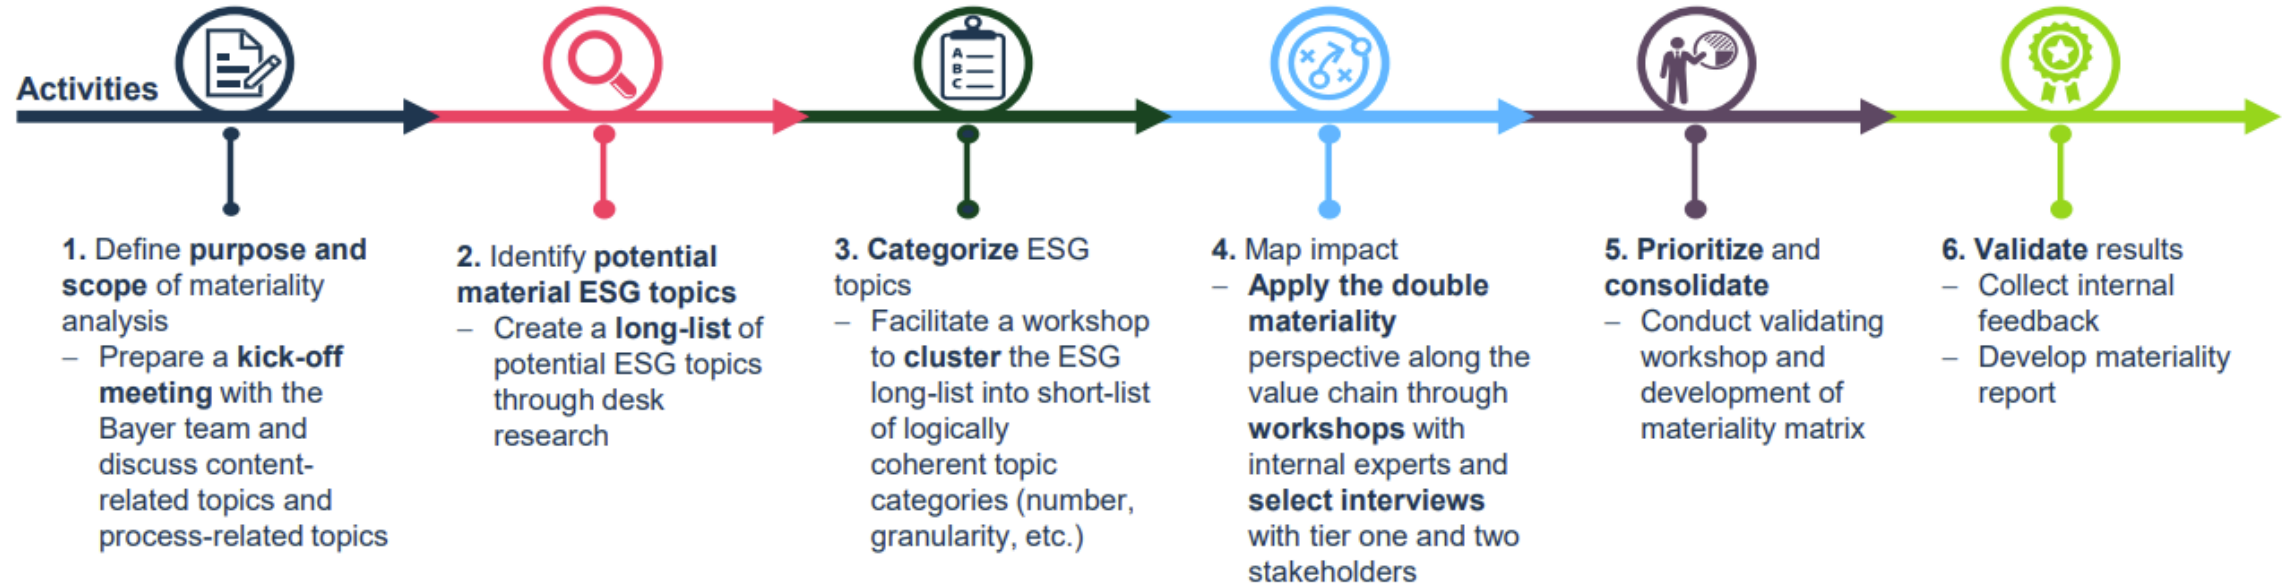 Activities
A
B
C
1. Define purpose and
scope of materiality
analysis
– Prepare a kick-off
meeting with the
Bayer team and
discuss content-
related topics and
process-related topics
2. Identify potential
material ESG topics
– Create a long-list of
potential ESG topics
through desk
research
3. Categorize ESG
topics
– Facilitate a workshop
to cluster the ESG
long-list into short-list
of logically
coherent topic
categories (number,
granularity, etc.)
4. Map impact
– Apply the double
materiality
perspective along the
value chain through
workshops with
internal experts and
select interviews
with tier one and two
stakeholders
5. Prioritize and
consolidate
– Conduct validating
workshop and
development of
materiality matrix
6. Validate results
– Collect internal
feedback
– Develop materiality
report